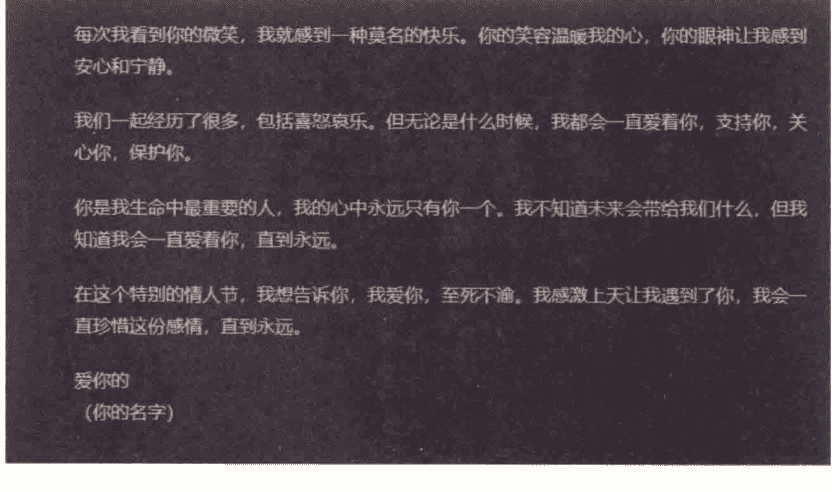 每次我看到你的微笑，我就感到一种莫名的快乐。你的笑容温暖我的心，你的眼神让我感到
安心和宁静。
我们一起经历了很多，包括喜怒哀乐。但无论是什么时候，我都会一直爱着你，支持你，关
心你，保护你。
你是我生命中最重要的人，我的心中永远只有你一个。我不知道未来会带给我们什么，但我
知道我会一直爱着你，直到永远。
在这个特别的情人节，我想告诉你，我爱你，至死不渝。我感激上天让我遇到了你，我会一
直珍惜这份感情，直到永远。
爱你的
（你的名字）